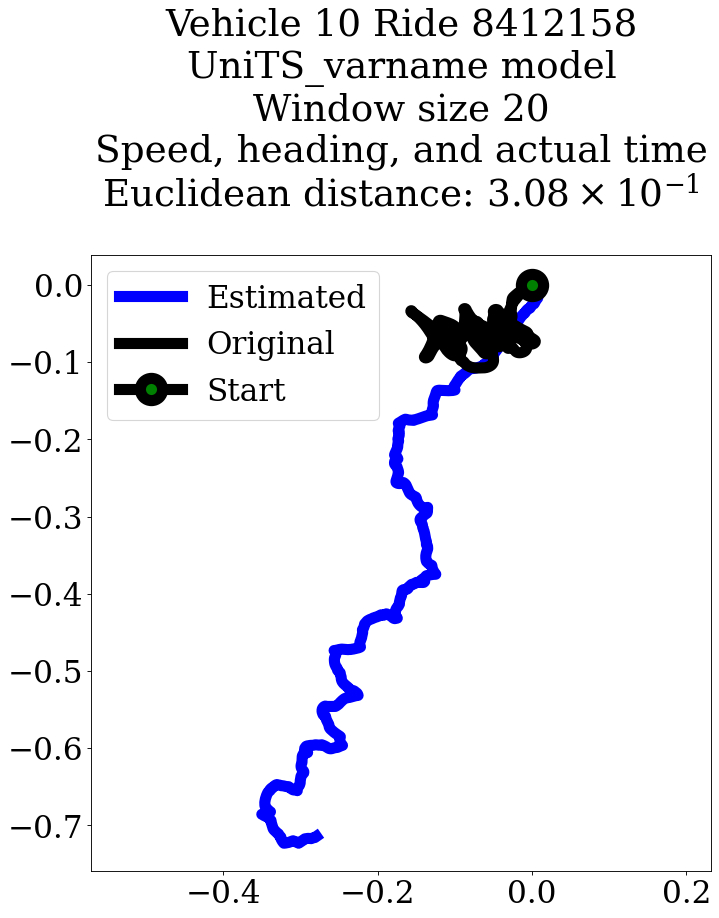 Vehicle 10 Ride 8412158
UniTS_varname model
Window size 20
Speed, heading, and actual time
Euclidean distance: 3.08 × 10⁻¹
Estimated
Original
Start
0.0
−0.1
−0.2
−0.3
−0.4
−0.5
−0.6
−0.7
−0.4 −0.2 0.0 0.2